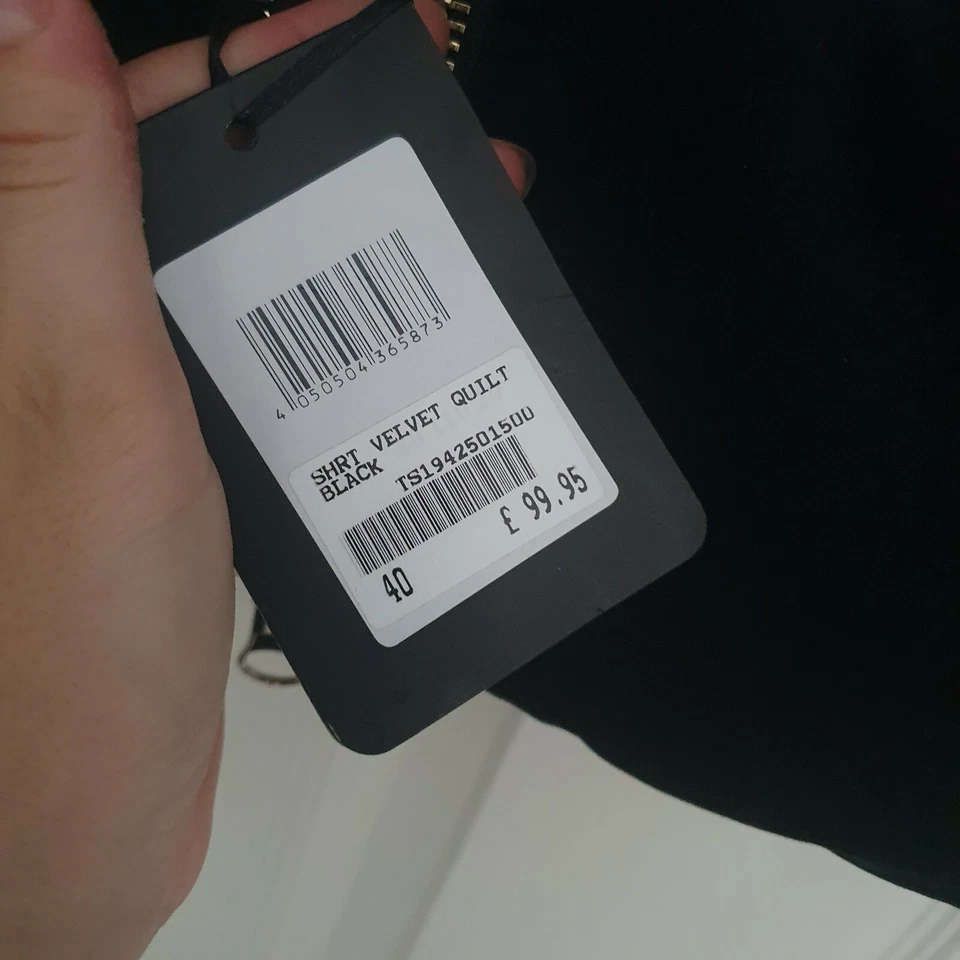 4 050504 365873
SHRT VELVET QUILT
BLACK
TS1942501500
£ 99.95
40